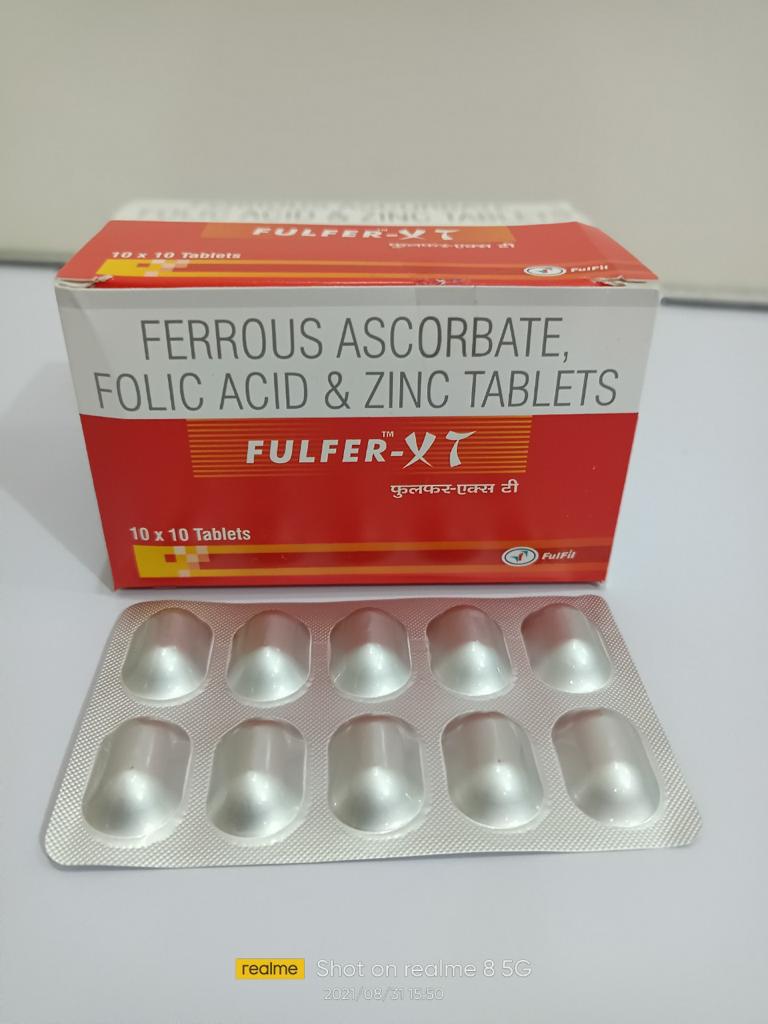 FOLIC ACID & ZINC TABLETS
FULFER-XT
फुलफर-एक्स टी
10 x 10 Tablets
FulFit
FERROUS ASCORBATE,
FOLIC ACID & ZINC TABLETS
FULFER™-XT
फुलफर-एक्स टी
10 x 10 Tablets
FulFit
realme Shot on realme 8 5G
2021/08/31 15:50